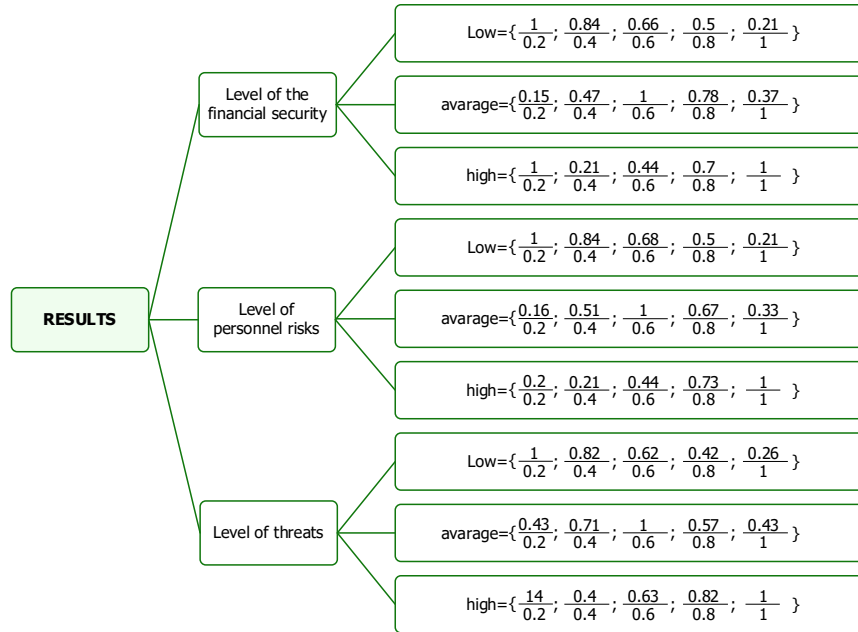 RESULTS
Level of the
financial security
Low={1/0.2; 0.84/0.4; 0.66/0.6; 0.5/0.8; 0.21/1}
avarage={0.15/0.2; 0.47/0.4; 1/0.6; 0.78/0.8; 0.37/1}
high={1/0.2; 0.21/0.4; 0.44/0.6; 0.7/0.8; 1/1}
Level of
personnel risks
Low={1/0.2; 0.84/0.4; 0.68/0.6; 0.5/0.8; 0.21/1}
avarage={0.16/0.2; 0.51/0.4; 1/0.6; 0.67/0.8; 0.33/1}
high={0.2/0.2; 0.21/0.4; 0.44/0.6; 0.73/0.8; 1/1}
Level of threats
Low={1/0.2; 0.82/0.4; 0.62/0.6; 0.42/0.8; 0.26/1}
avarage={0.43/0.2; 0.71/0.4; 1/0.6; 0.57/0.8; 0.43/1}
high={14/0.2; 0.4/0.4; 0.63/0.6; 0.82/0.8; 1/1}